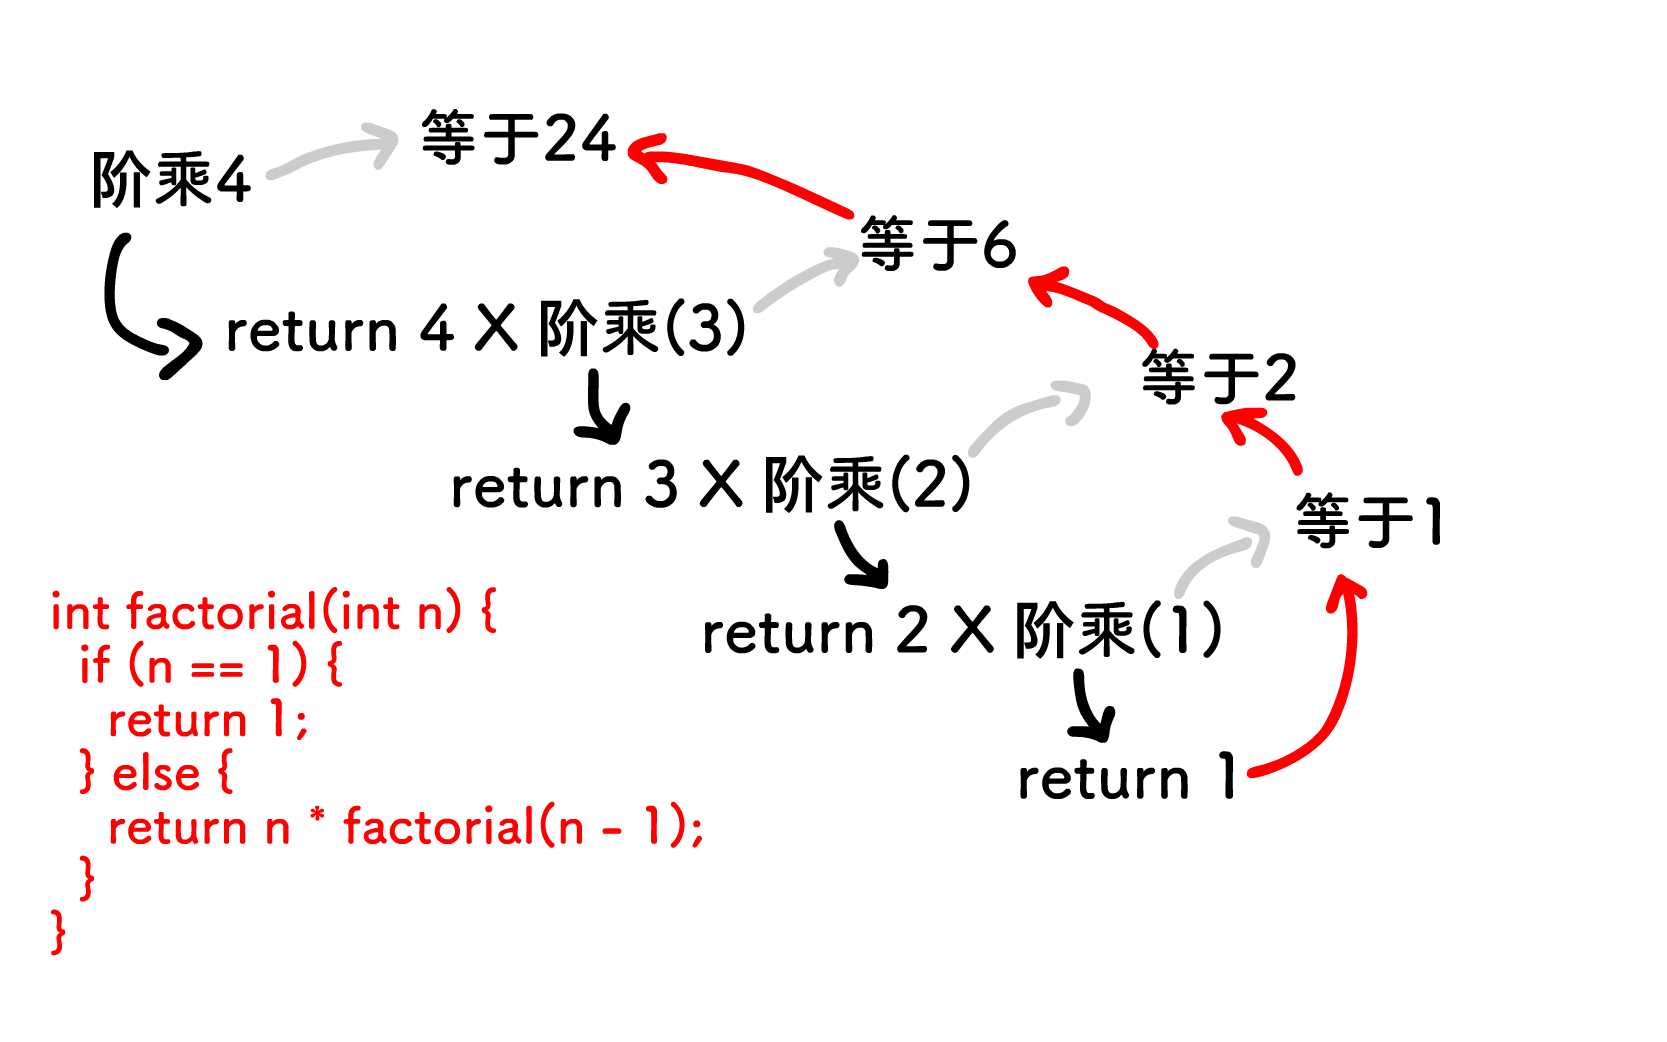 阶乘4
等于24
等于6
return 4 X 阶乘(3)
等于2
return 3 X 阶乘(2)
等于1
return 2 X 阶乘(1)
return 1
int factorial(int n) {
if (n == 1) {
return 1;
} else {
return n * factorial(n - 1);
}
}